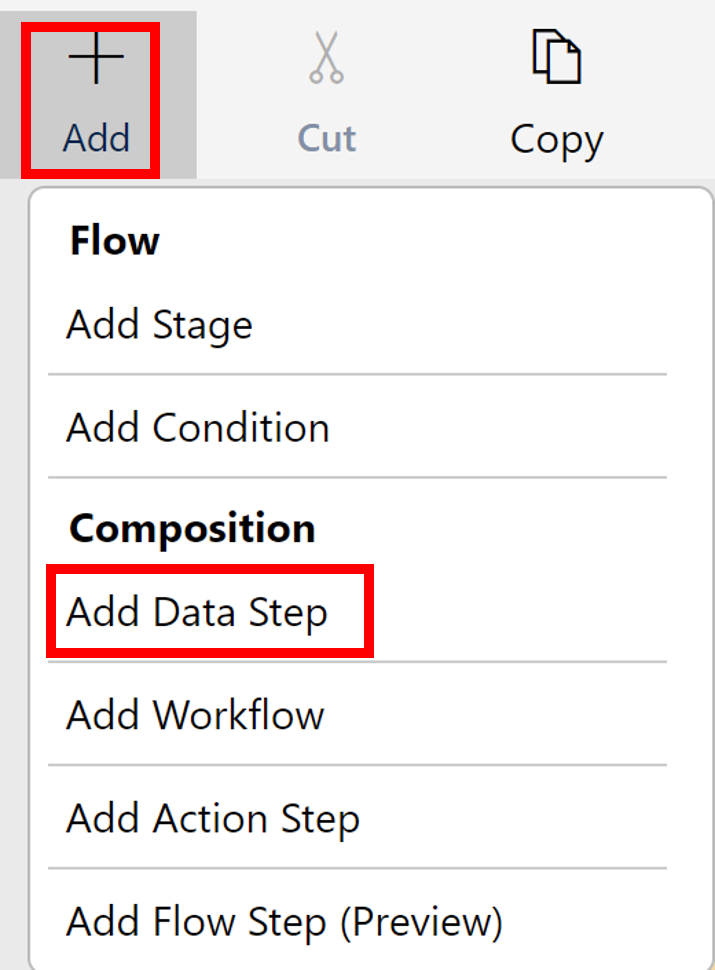 Add Cut Copy
Flow
Add Stage
Add Condition
Composition
Add Data Step
Add Workflow
Add Action Step
Add Flow Step (Preview)